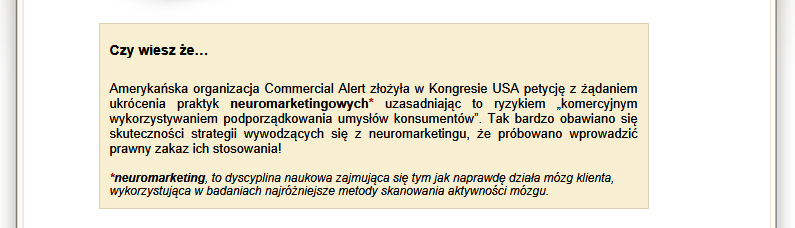 Czy wiesz że…
Amerykańska organizacja Commercial Alert złożyła w Kongresie USA petycję z żądaniem
ukrócenia praktyk neuromarketingowych* uzasadniając to ryzykiem „komercyjnym
wykorzystywaniem podporządkowania umysłów konsumentów”. Tak bardzo obawiano się
skuteczności strategii wywodzących się z neuromarketingu, że próbowano wprowadzić
prawny zakaz ich stosowania!
*neuromarketing, to dyscyplina naukowa zajmująca się tym jak naprawdę działa mózg klienta,
wykorzystująca w badaniach najróżniejsze metody skanowania aktywności mózgu.